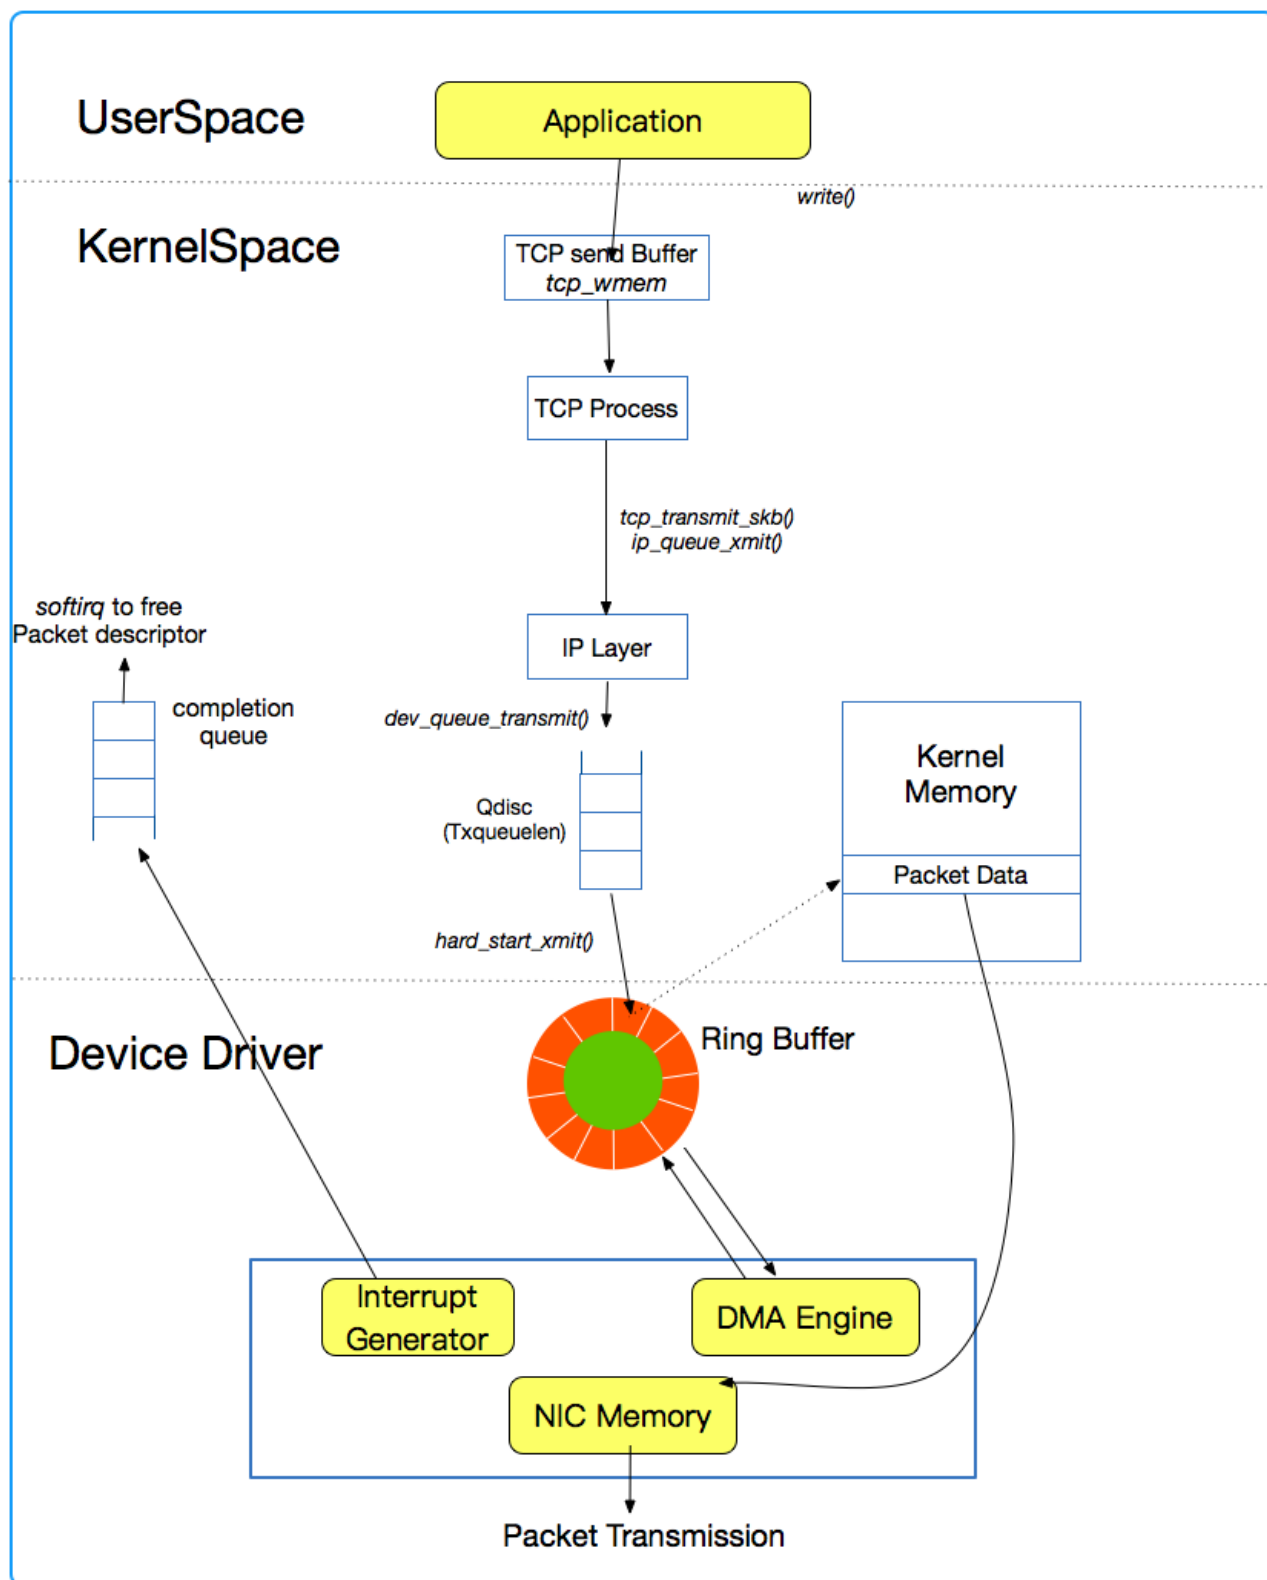 UserSpace
Application
write()
KernelSpace
TCP send Buffer
tcp_wmem
TCP Process
tcp_transmit_skb()
ip_queue_xmit()
softirq to free
Packet descriptor
IP Layer
completion
queue
dev_queue_transmit()
Kernel
Memory
Qdisc
(Txqueuelen)
Packet Data
hard_start_xmit()
Device Driver
Ring Buffer
Interrupt
Generator
DMA Engine
NIC Memory
Packet Transmission